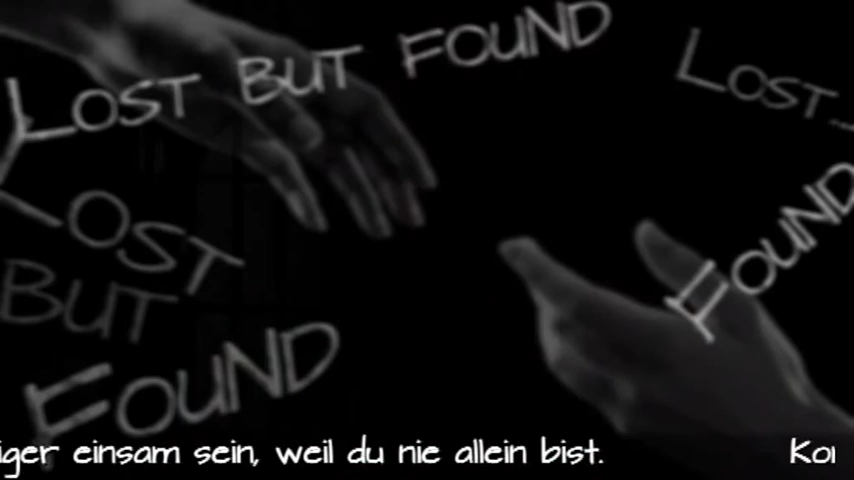 LOST BUT FOUND
LOST...
LOST
BUT
FOUND
FOUND
einsam sein, weil du nie allein bist.